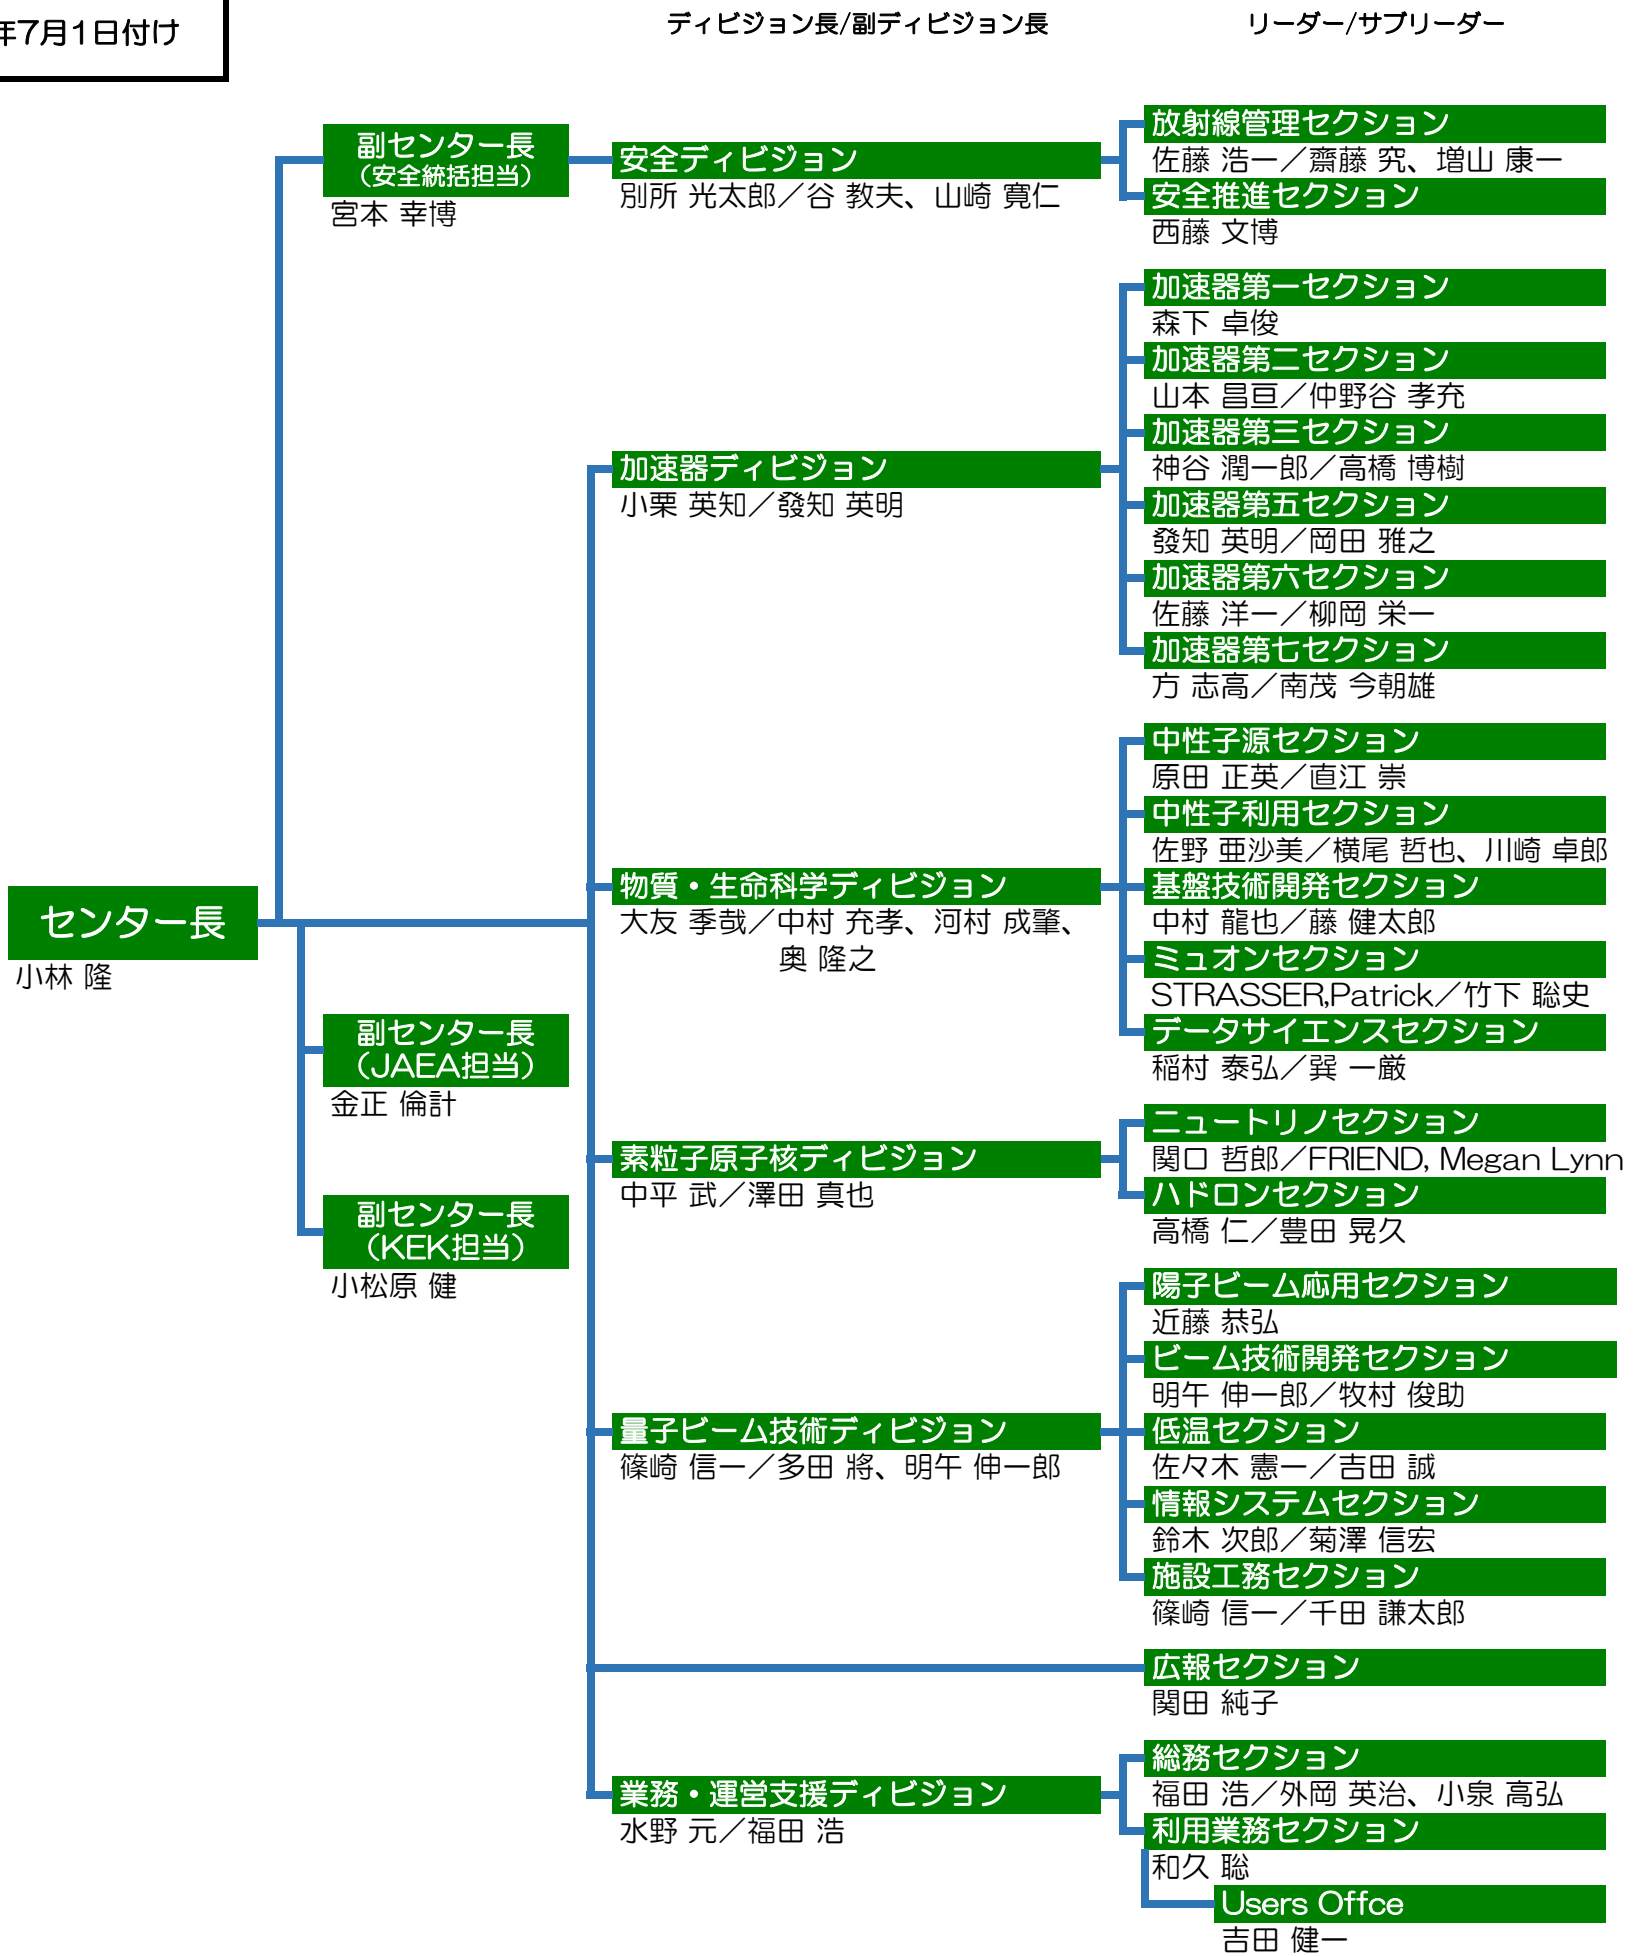 年7月1日付け
ディビジョン長/副ディビジョン長
リーダー/サブリーダー
センター長
小林 隆
副センター長
（安全統括担当）
宮本 幸博
副センター長
（JAEA担当）
金正 倫計
副センター長
（KEK担当）
小松原 健
安全ディビジョン
別所 光太郎／谷 教夫、山崎 寛仁
放射線管理セクション
佐藤 浩一／齋藤 究、増山 康一
安全推進セクション
西藤 文博
加速器ディビジョン
小栗 英知／發知 英明
加速器第一セクション
森下 卓俊
加速器第二セクション
山本 昌亘／仲野谷 孝充
加速器第三セクション
神谷 潤一郎／高橋 博樹
加速器第五セクション
發知 英明／岡田 雅之
加速器第六セクション
佐藤 洋一／柳岡 栄一
加速器第七セクション
方 志高／南茂 今朝雄
物質・生命科学ディビジョン
大友 季哉／中村 充孝、河村 成肇、
奥 隆之
中性子源セクション
原田 正英／直江 崇
中性子利用セクション
佐野 亜沙美／横尾 哲也、川崎 卓郎
基盤技術開発セクション
中村 龍也／藤 健太郎
ミュオンセクション
STRASSER,Patrick／竹下 聡史
データサイエンスセクション
稲村 泰弘／巽 一厳
素粒子原子核ディビジョン
中平 武／澤田 真也
ニュートリノセクション
関口 哲郎／FRIEND, Megan Lynn
ハドロンセクション
高橋 仁／豊田 晃久
量子ビーム技術ディビジョン
篠崎 信一／多田 將、明午 伸一郎
陽子ビーム応用セクション
近藤 恭弘
ビーム技術開発セクション
明午 伸一郎／牧村 俊助
低温セクション
佐々木 憲一／吉田 誠
情報システムセクション
鈴木 次郎／菊澤 信宏
施設工務セクション
篠崎 信一／千田 謙太郎
広報セクション
関田 純子
業務・運営支援ディビジョン
水野 元／福田 浩
総務セクション
福田 浩／外岡 英治、小泉 高弘
利用業務セクション
和久 聡
Users Offce
吉田 健一